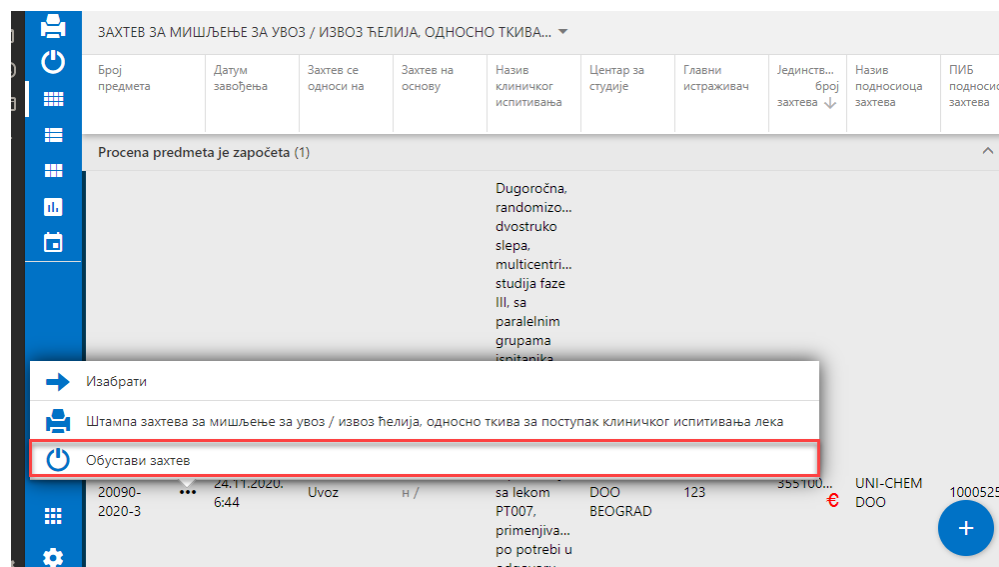 ЗАХТЕВ ЗА МИШЉЕЊЕ ЗА УВОЗ / ИЗВОЗ ЋЕЛИЈА, ОДНОСНО ТКИВА...
Број предмета
Датум завођења
Захтев се односи на
Захтев на основу
Назив клиничког испитивања
Центар за студије
Главни истраживач
Јединств... број захтева
Назив подносиоца захтева
ПИБ
захтева
Procena predmeta je započeta (1)
Dugoročna,
randomizo...
dvostruko
slepa,
multicentri...
studija faze
III, sa
paralelnim
grupama
ispitanika
Изабрати
Штампа захтева за мишљење за увоз / извоз ћелија, односно ткива за поступак клиничког испитивања лека
Обустави захтев
20090-2020-3
24.11.2020. 6:44
Uvoz
н /
sa lekom
PT007,
primenjiva...
po potrebi u
DOO BEOGRAD
123
355100...
€
UNI-CHEM DOO
1000525